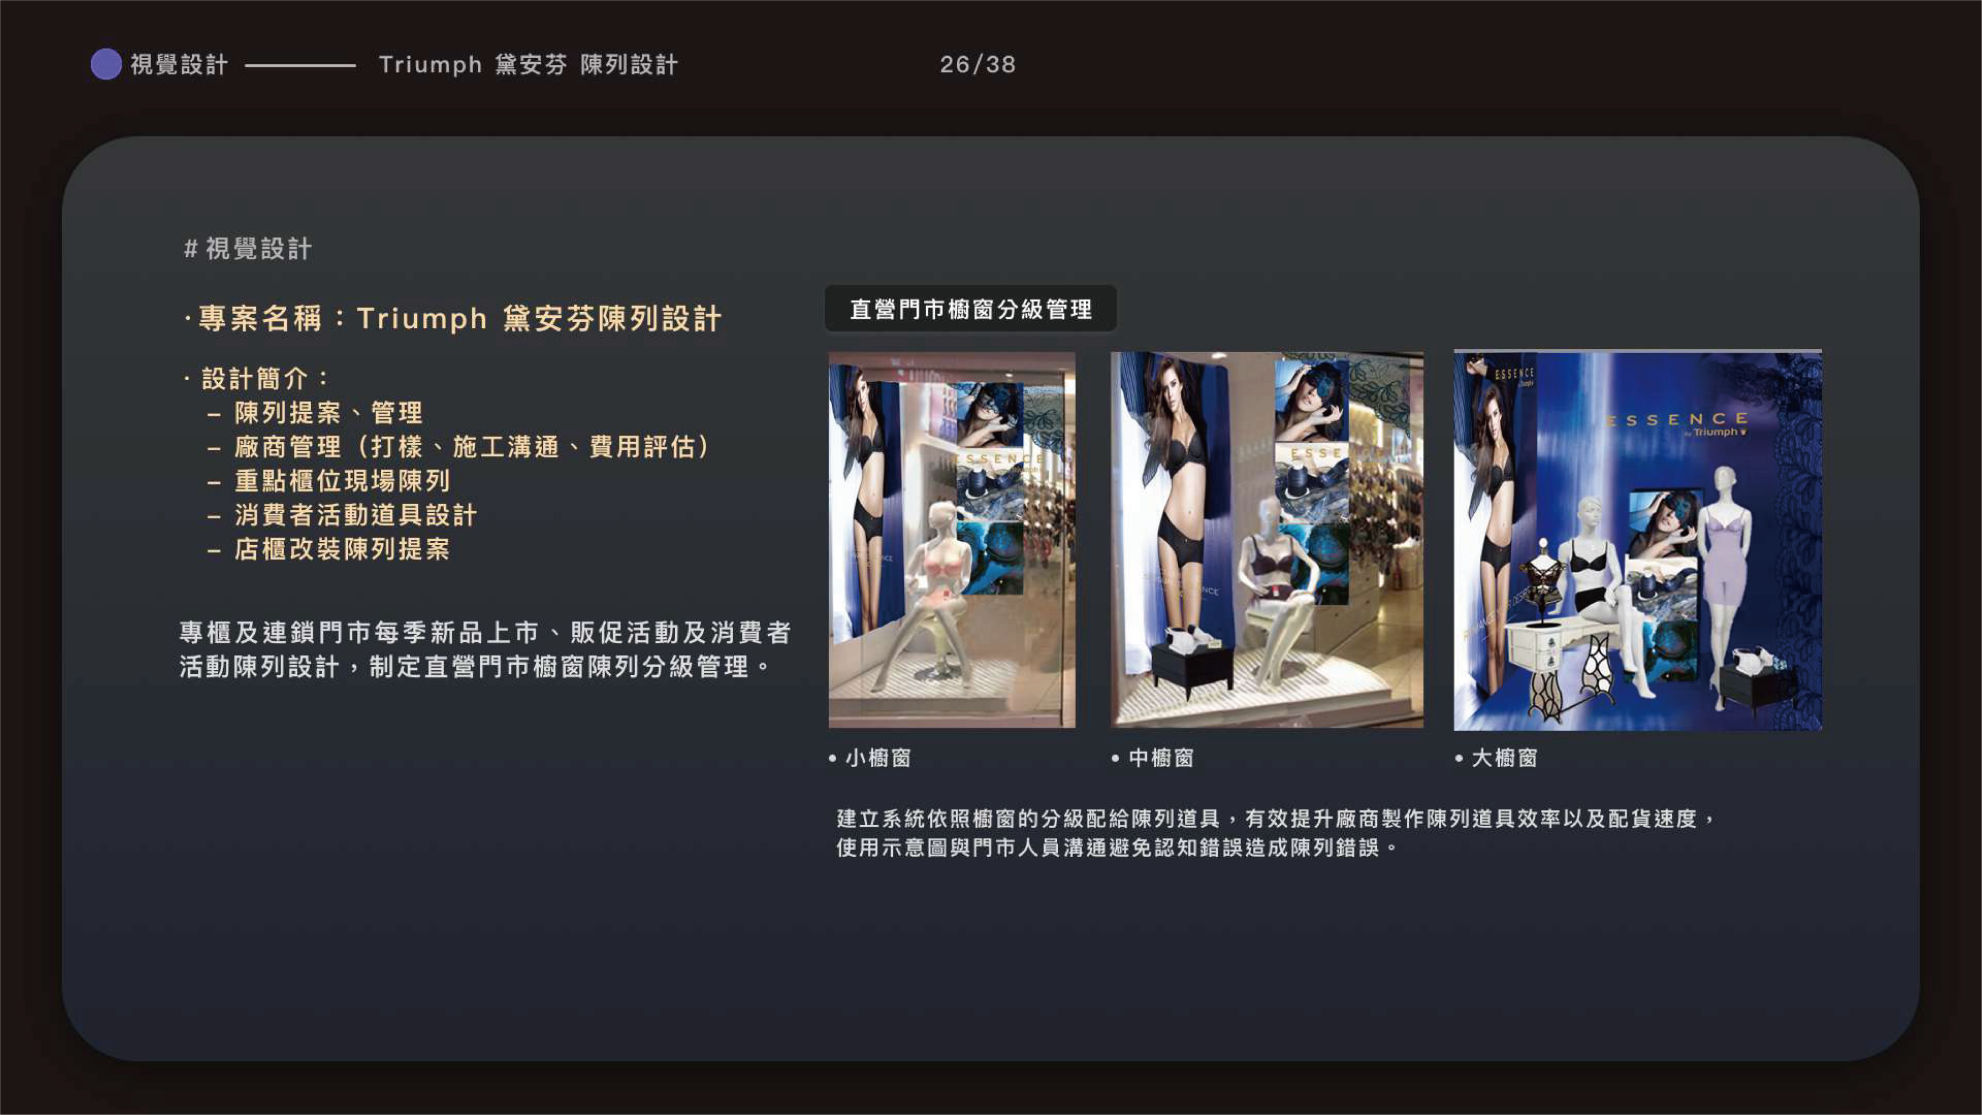 視覺設計 Triumph 黛安芬 陳列設計 26/38
# 視覺設計
·專案名稱：Triumph 黛安芬陳列設計
· 設計簡介：
– 陳列提案、管理
– 廠商管理（打樣、施工溝通、費用評估）
– 重點櫃位現場陳列
– 消費者活動道具設計
– 店櫃改裝陳列提案
專櫃及連鎖門市每季新品上市、販促活動及消費者
活動陳列設計，制定直營門市櫥窗陳列分級管理。
直營門市櫥窗分級管理
ESSENCE
ESSE
ESSENCE
ESSENCE
by Triumph
• 小櫥窗
• 中櫥窗
• 大櫥窗
建立系統依照櫥窗的分級配給陳列道具，有效提升廠商製作陳列道具效率以及配貨速度，
使用示意圖與門市人員溝通避免認知錯誤造成陳列錯誤。